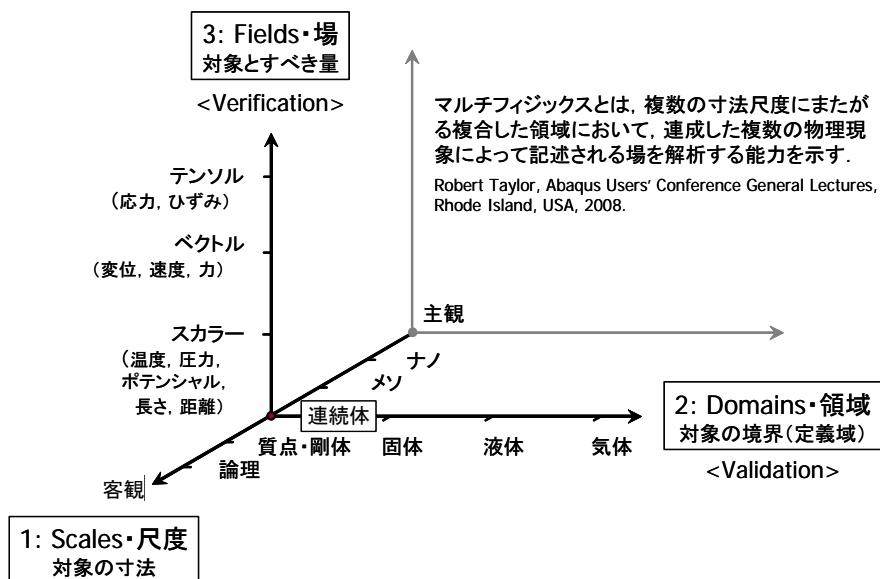 3: Fields・場
対象とすべき量
<Verification>
マルチフィジックスとは, 複数の寸法尺度にまたが
る複合した領域において, 連成した複数の物理現
象によって記述される場を解析する能力を示す.
Robert Taylor, Abaqus Users' Conference General Lectures,
Rhode Island, USA, 2008.
テンソル
(応力, ひずみ)
ベクトル
(変位, 速度, 力)
スカラー
(温度, 圧力,
ポテンシャル,
長さ, 距離)
主観
ナノ
メソ
連続体
質点・剛体
固体
液体
気体
2: Domains・領域
対象の境界(定義域)
<Validation>
論理
客観
1: Scales・尺度
対象の寸法